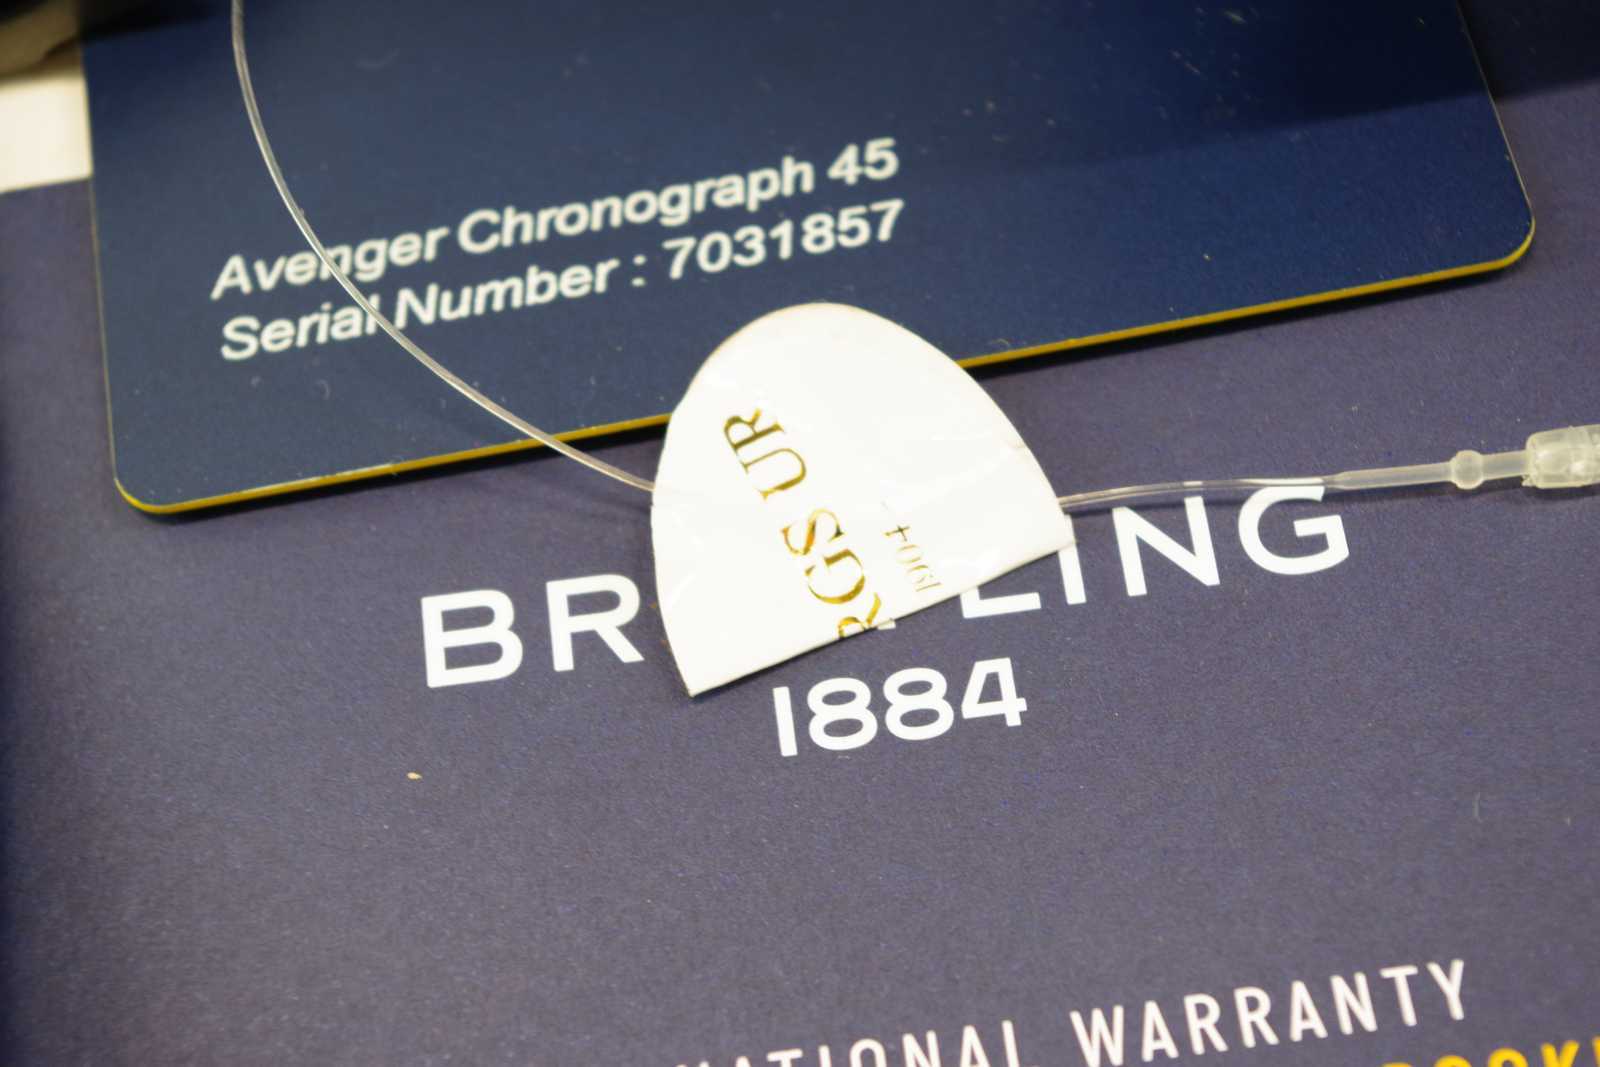 Avenger Chronograph 45
Serial Number : 7031857
RGS UR
1904
BR LING
1884
NATIONAL WARRANTY